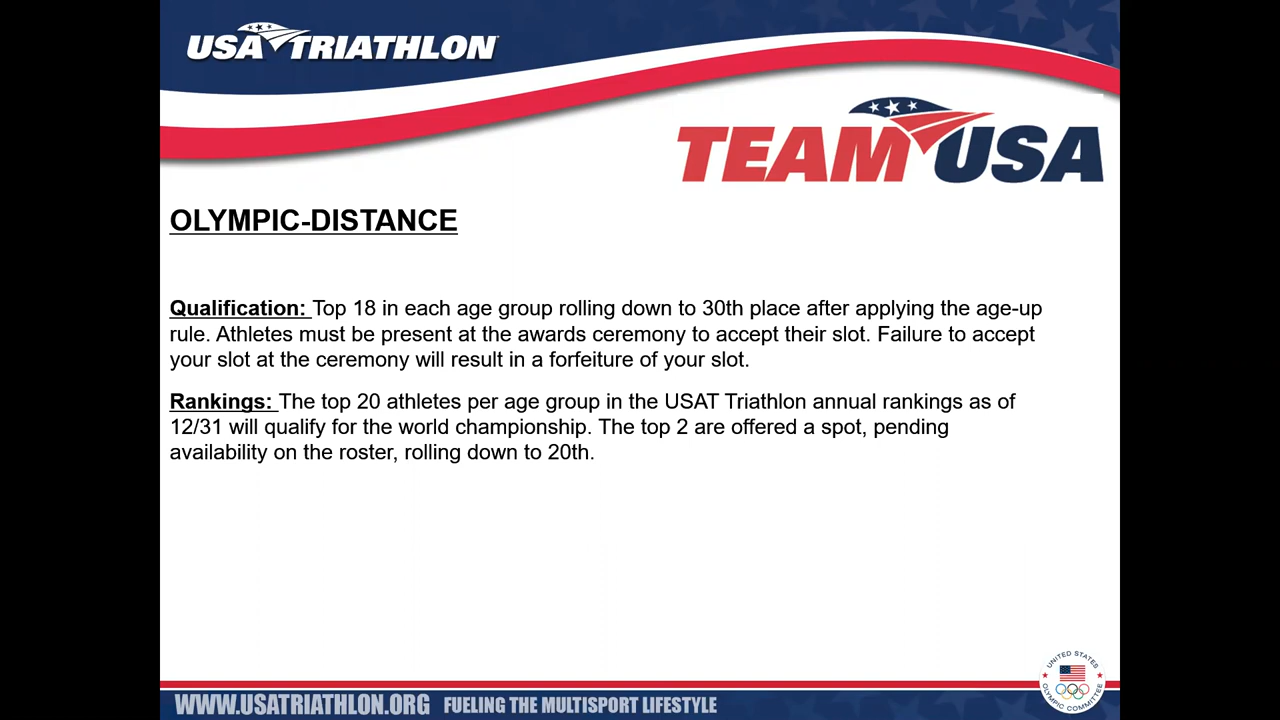 USA TRIATHLON
TEAM USA
OLYMPIC-DISTANCE
Qualification: Top 18 in each age group rolling down to 30th place after applying the age-up
rule. Athletes must be present at the awards ceremony to accept their slot. Failure to accept
your slot at the ceremony will result in a forfeiture of your slot.
Rankings: The top 20 athletes per age group in the USAT Triathlon annual rankings as of
12/31 will qualify for the world championship. The top 2 are offered a spot, pending
availability on the roster, rolling down to 20th.
UNITED STATES
OLYMPIC COMMITTEE
WWW.USATRIATHLON.ORG FUELING THE MULTISPORT LIFESTYLE